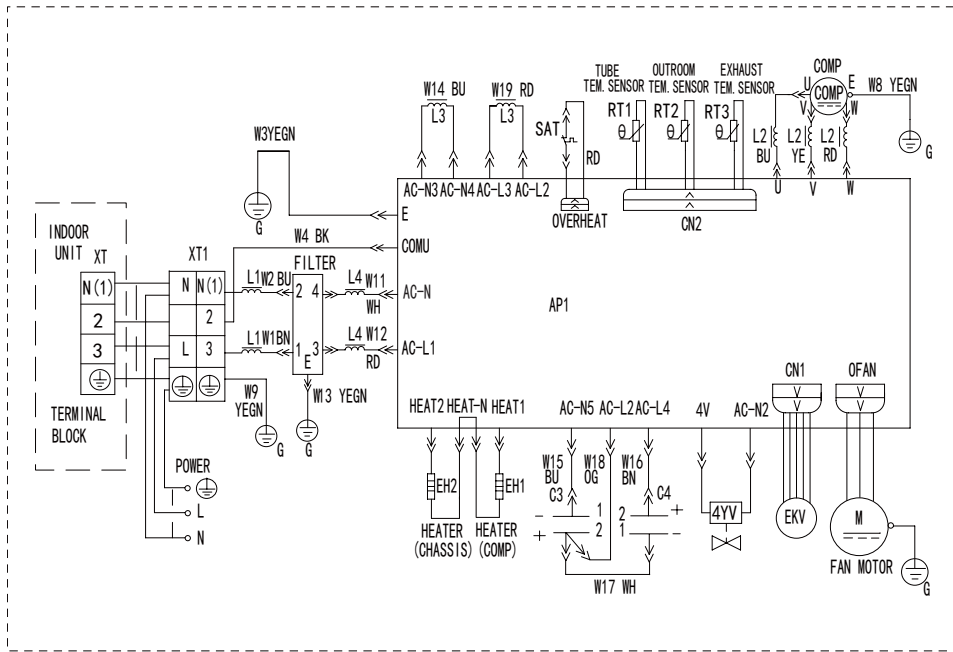 TUBE
TEM. SENSOR
OUTROOM
TEM. SENSOR
EXHAUST
TEM. SENSOR
COMP
COMP
U
V
E
W
W8 YEGN
G
W14 BU
L3
W19 RD
L3
SAT
RD
RT1
θ
RT2
θ
RT3
θ
L2
BU
L2
YE
L2
RD
U
V
W
W3YEGN
G
AC-N3
AC-N4
AC-L3
AC-L2
OVERHEAT
CN2
E
COMU
W4 BK
INDOOR
UNIT
XT
XT1
FILTER
N(1)
2
3
N
N(1)
2
L
3
L1
W2 BU
2
4
L4
W11
WH
AC-N
L1
W1BN
1
3
E
L4
W12
RD
AC-L1
AP1
W9
YEGN
G
W13 YEGN
G
TERMINAL
BLOCK
POWER
L
N
HEAT2
HEAT-N
HEAT1
AC-N5
AC-L2
AC-L4
4V
AC-N2
CN1
OFAN
EH2
EH1
HEATER
(CHASSIS)
HEATER
(COMP)
W15
BU
W18
OG
W16
BN
C3
C4
-
+
1
2
2
1
+
-
W17 WH
4YV
EKV
M
FAN MOTOR
G